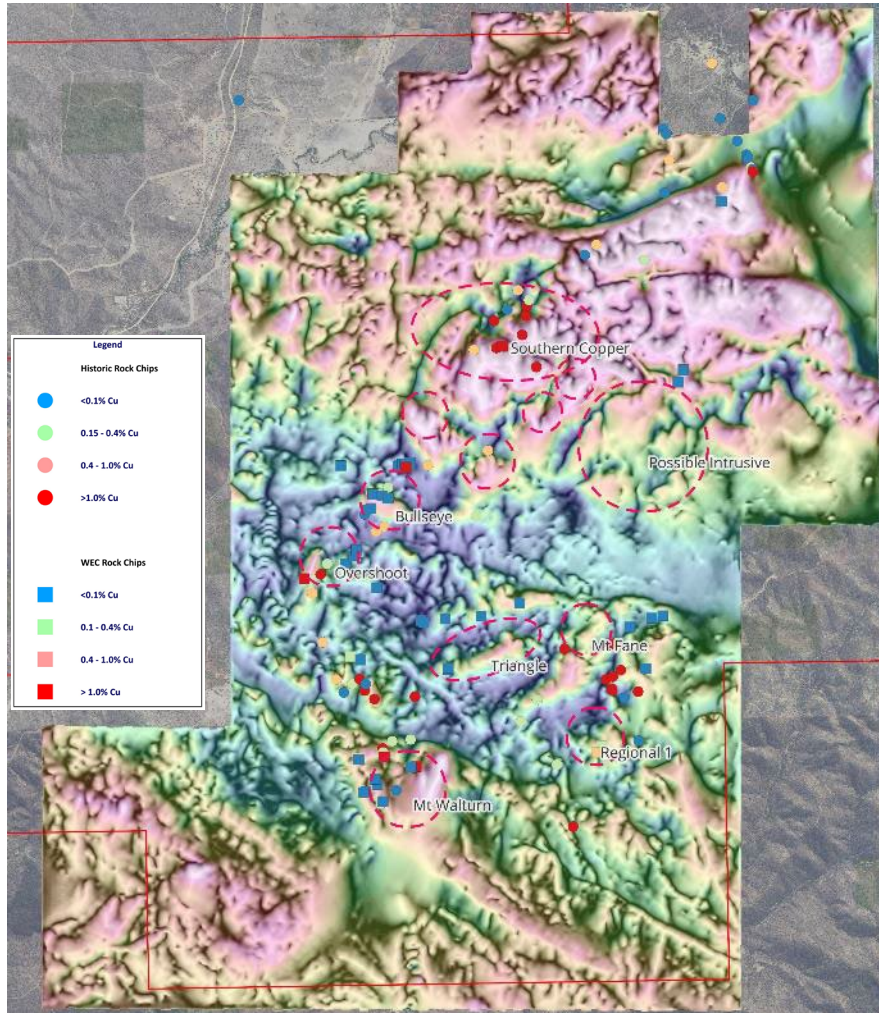 Southern Copper
Legend
Historic Rock Chips
<0.1% Cu
0.15 - 0.4% Cu
0.4 - 1.0% Cu
>1.0% Cu
WEC Rock Chips
<0.1% Cu
0.1 - 0.4% Cu
0.4 - 1.0% Cu
> 1.0% Cu
Possible Intrusive
Bullseye
Overshoot
Mt Fane
Triangle
Regional 1
Mt Walturn